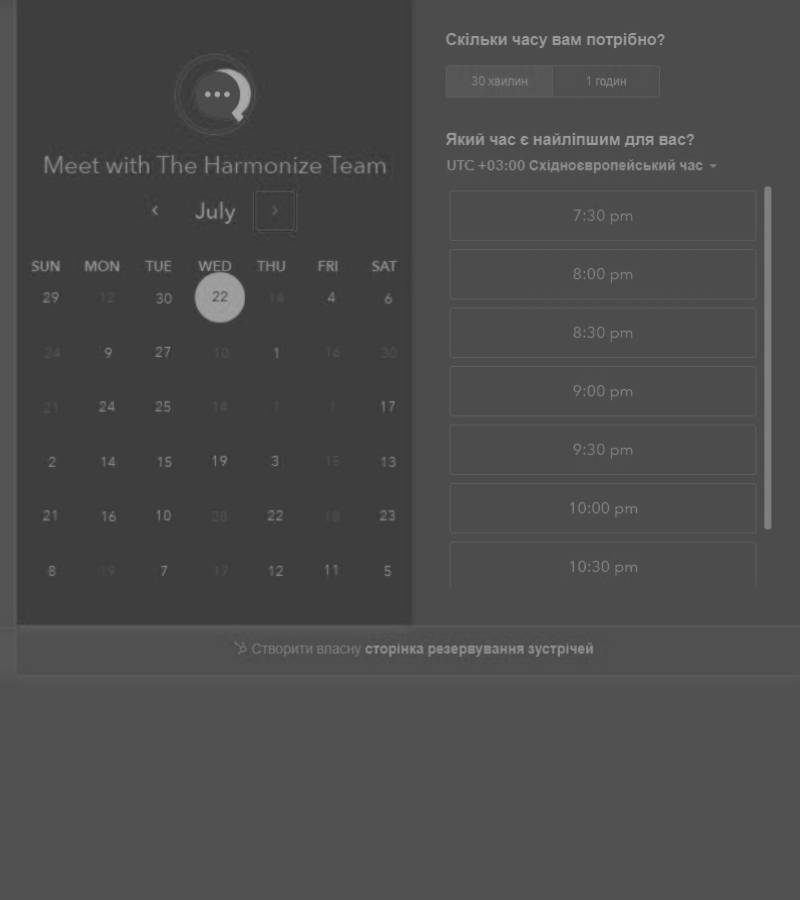 Meet with The Harmonize Team
July
SUN MON TUE WED THU FRI SAT
29 12 30 22 14 4 6
24 9 27 10 1 16 30
21 24 25 14 1 1 17
2 14 15 19 3 15 13
21 16 10 28 22 18 23
8 19 7 17 12 11 5
Скільки часу вам потрібно?
30 хвилин 1 годин
Який час є найліпшим для вас?
UTC +03:00 Східноєвропейський час
7:30 pm
8:00 pm
8:30 pm
9:00 pm
9:30 pm
10:00 pm
10:30 pm
Створити власну сторінка резервування зустрічей